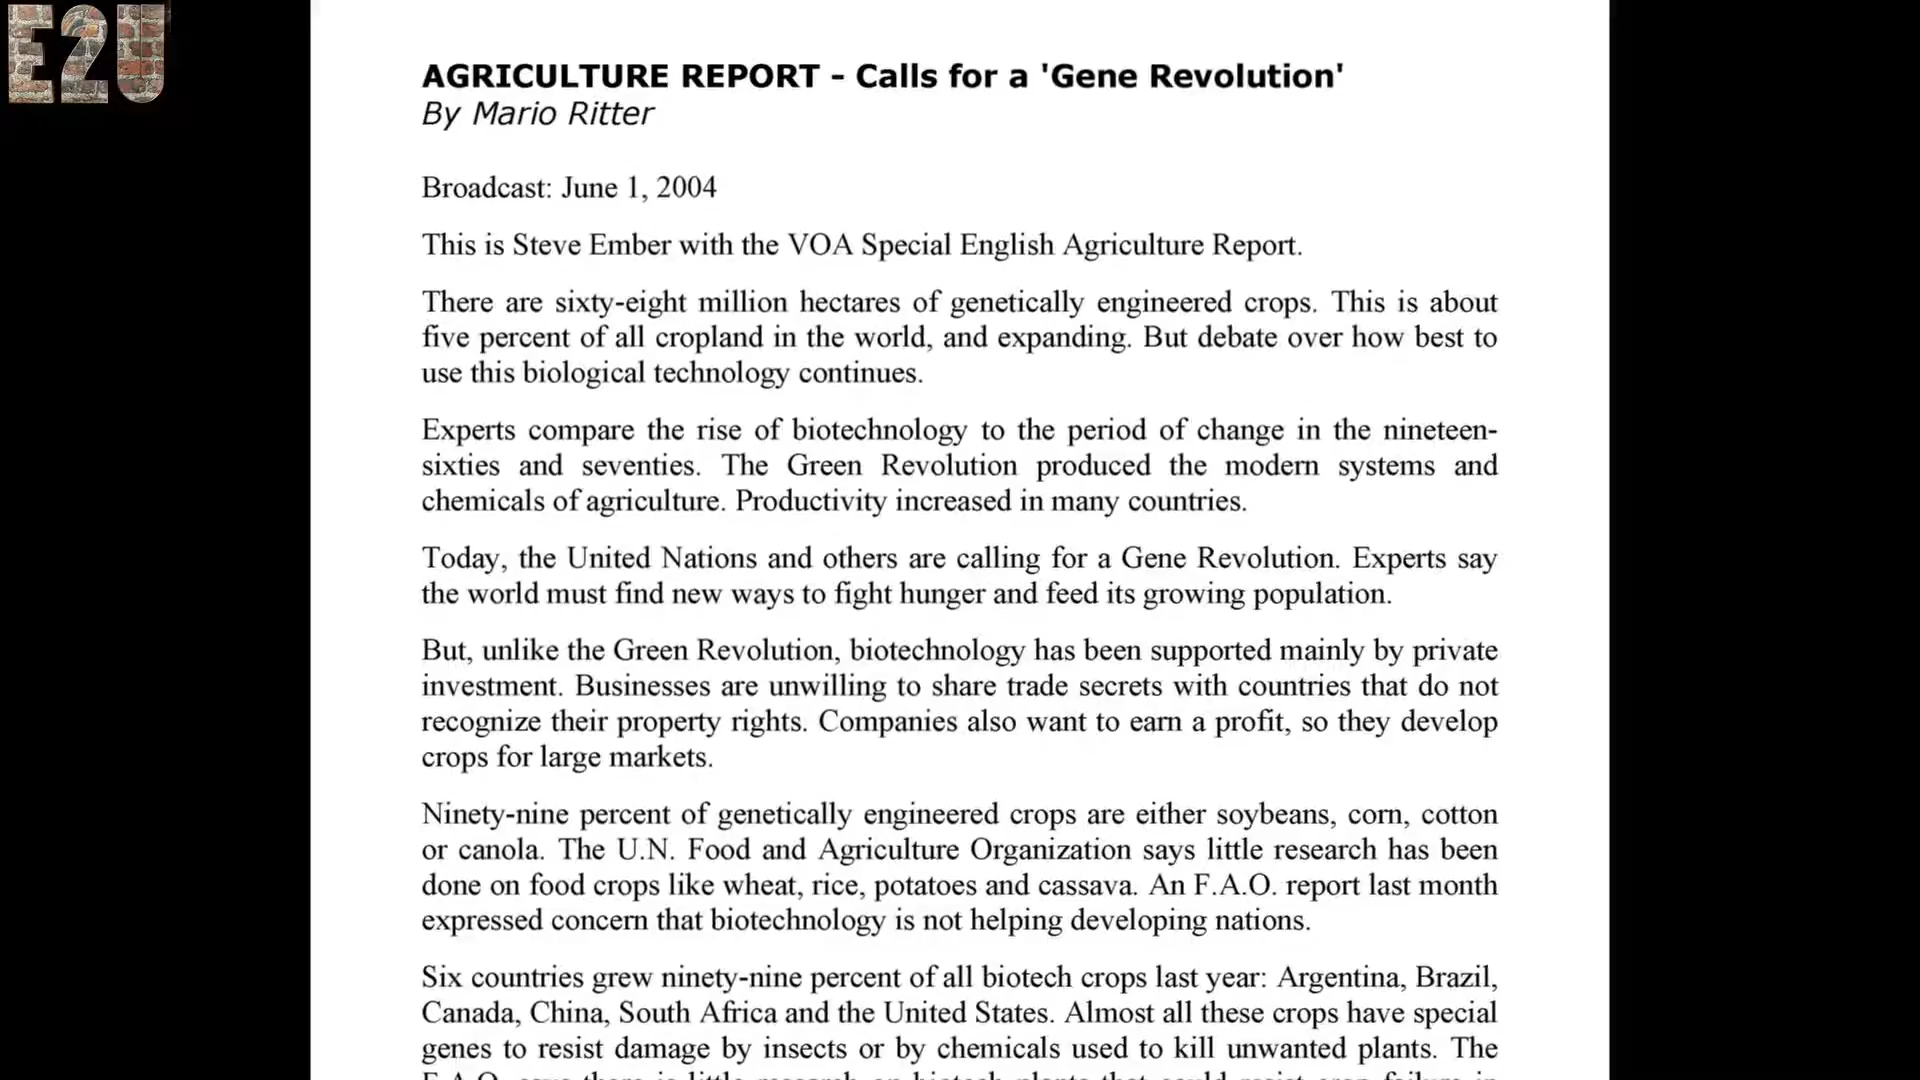 E2U
AGRICULTURE REPORT - Calls for a 'Gene Revolution'
By Mario Ritter
Broadcast: June 1, 2004
This is Steve Ember with the VOA Special English Agriculture Report.
There are sixty-eight million hectares of genetically engineered crops. This is about
five percent of all cropland in the world, and expanding. But debate over how best to
use this biological technology continues.
Experts compare the rise of biotechnology to the period of change in the nineteen-
sixties and seventies. The Green Revolution produced the modern systems and
chemicals of agriculture. Productivity increased in many countries.
Today, the United Nations and others are calling for a Gene Revolution. Experts say
the world must find new ways to fight hunger and feed its growing population.
But, unlike the Green Revolution, biotechnology has been supported mainly by private
investment. Businesses are unwilling to share trade secrets with countries that do not
recognize their property rights. Companies also want to earn a profit, so they develop
crops for large markets.
Ninety-nine percent of genetically engineered crops are either soybeans, corn, cotton
or canola. The U.N. Food and Agriculture Organization says little research has been
done on food crops like wheat, rice, potatoes and cassava. An F.A.O. report last month
expressed concern that biotechnology is not helping developing nations.
Six countries grew ninety-nine percent of all biotech crops last year: Argentina, Brazil,
Canada, China, South Africa and the United States. Almost all these crops have special
genes to resist damage by insects or by chemicals used to kill unwanted plants. The